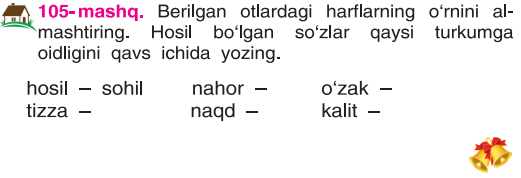 105-mashq. Berilgan otlardagi harflarning o‘rnini al-
mashtiring. Hosil bo‘lgan so‘zlar qaysi turkumga
oidligini qavs ichida yozing.
hosil – sohil nahor – o‘zak –
tizza – naqd – kalit –